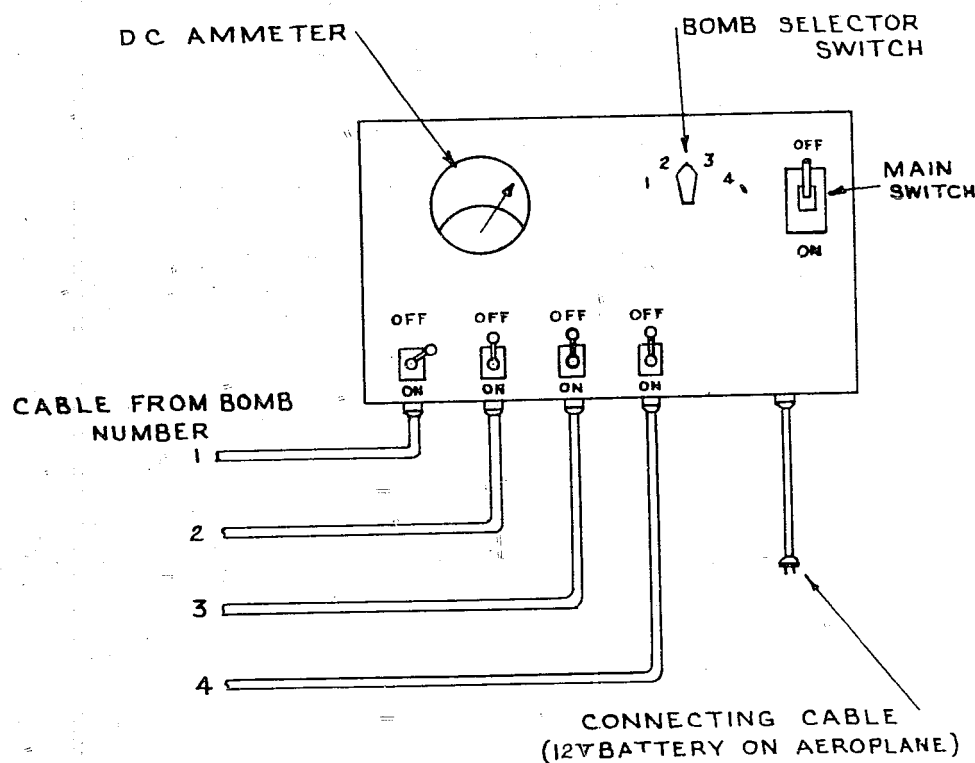 DC AMMETER
BOMB SELECTOR
SWITCH
1 2 3 4
OFF
MAIN
SWITCH
ON
OFF OFF OFF OFF
ON ON ON ON
CABLE FROM BOMB
NUMBER
1
2
3
4
CONNECTING CABLE
(12V BATTERY ON AEROPLANE)